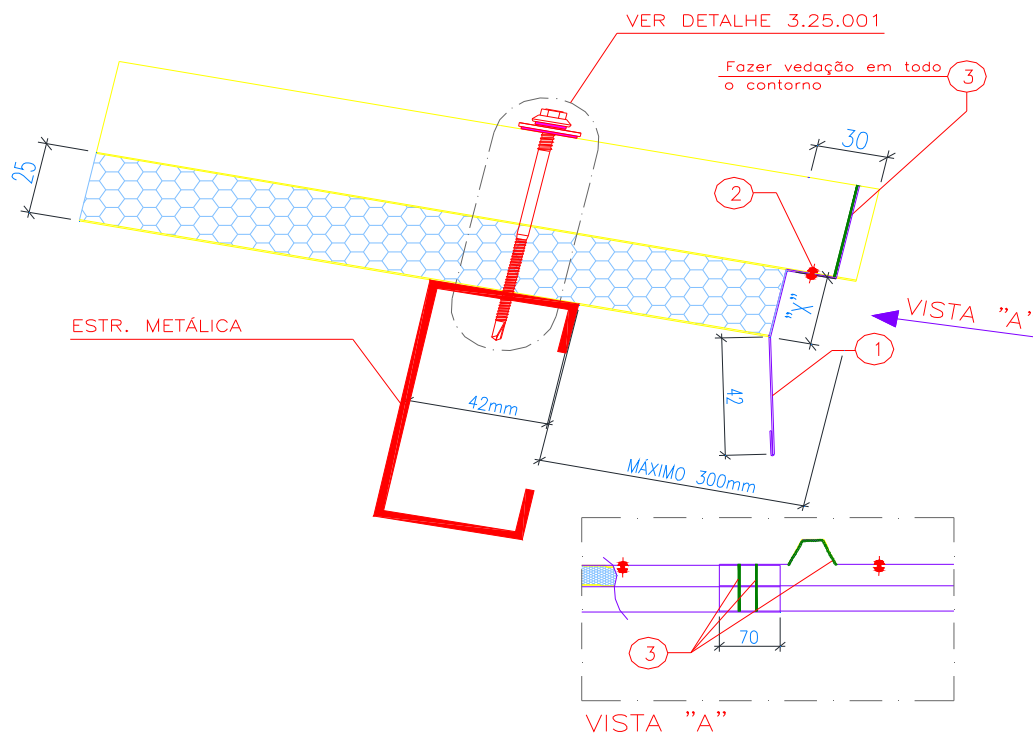 VER DETALHE 3.25.001
Fazer vedação em todo
o contorno
3
30
25
2
VISTA "A"
"X"
ESTR. METÁLICA
1
42
42mm
MÁXIMO 300mm
70
3
VISTA "A"